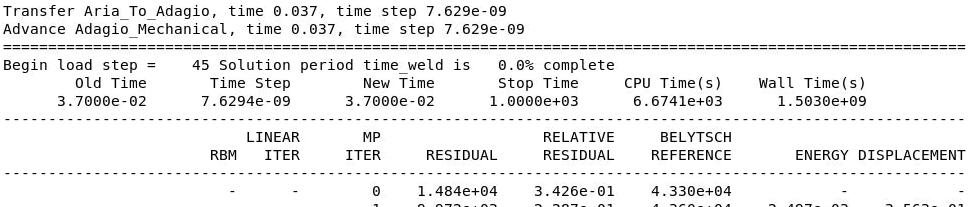 Transfer Aria_To_Adagio, time 0.037, time step 7.629e-09
Advance Adagio_Mechanical, time 0.037, time step 7.629e-09
================================================================================
Begin load step =    45 Solution period time_weld is   0.0% complete
Old Time       Time Step        New Time       Stop Time     CPU Time(s)    Wall Time(s)
3.7000e-02      7.6294e-09      3.7000e-02      1.0000e+03      6.6741e+03      1.5030e+09
--------------------------------------------------------------------------------
LINEAR       MP                  RELATIVE     BELYTSCH
RBM   ITER     ITER     RESIDUAL     RESIDUAL    REFERENCE       ENERGY DISPLACEMENT
--------------------------------------------------------------------------------
-      -        0    1.484e+04    3.426e-01    4.330e+04            -            -